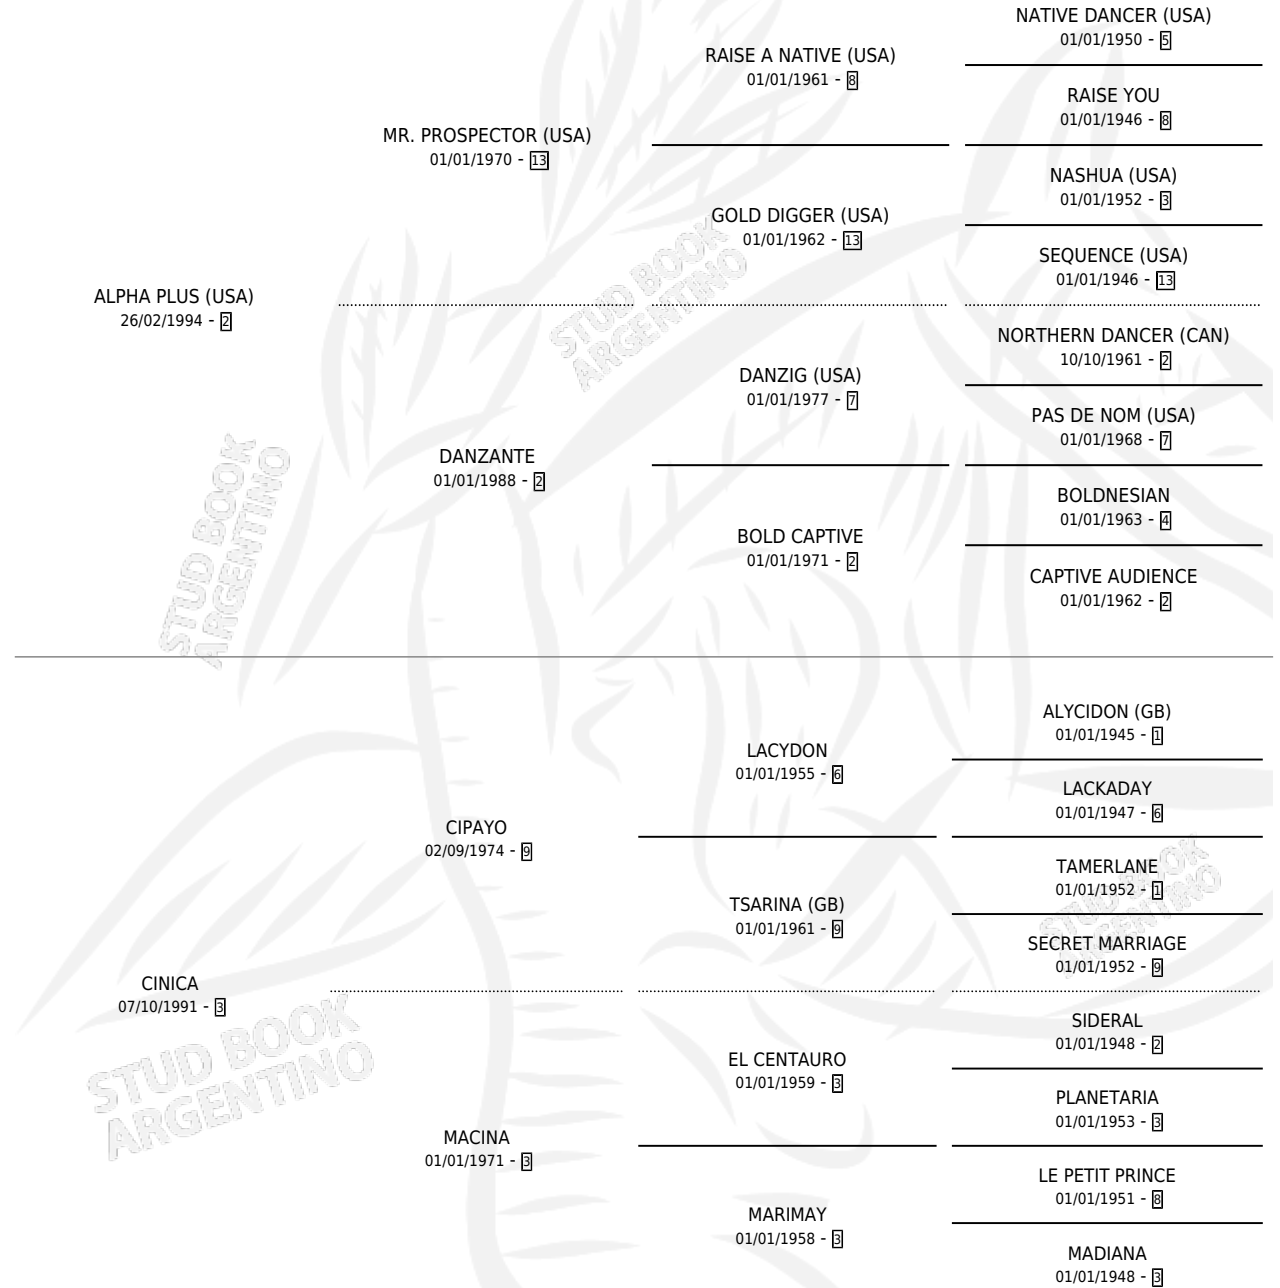 NATIVE DANCER (USA)
01/01/1950 - 5
RAISE A NATIVE (USA)
01/01/1961 - 8
RAISE YOU
01/01/1946 - 8
MR. PROSPECTOR (USA)
01/01/1970 - 13
NASHUA (USA)
01/01/1952 - 3
GOLD DIGGER (USA)
01/01/1962 - 13
SEQUENCE (USA)
01/01/1946 - 13
ALPHA PLUS (USA)
26/02/1994 - 2
STUD BOOK
ARGENTINO
NORTHERN DANCER (CAN)
10/10/1961 - 2
DANZIG (USA)
01/01/1977 - 7
PAS DE NOM (USA)
01/01/1968 - 7
DANZANTE
01/01/1988 - 2
BOLDNESIAN
01/01/1963 - 4
BOLD CAPTIVE
01/01/1971 - 2
CAPTIVE AUDIENCE
01/01/1962 - 2
STUD BOOK
ARGENTINO
ALYCIDON (GB)
01/01/1945 - 1
LACYDON
01/01/1955 - 6
LACKADAY
01/01/1947 - 6
CIPAYO
02/09/1974 - 9
TAMERLANE
01/01/1952 - 1
TSARINA (GB)
01/01/1961 - 9
SECRET MARRIAGE
01/01/1952 - 9
STUD BOOK
ARGENTINO
CINICA
07/10/1991 - 3
SIDERAL
01/01/1948 - 2
EL CENTAURO
01/01/1959 - 3
PLANETARIA
01/01/1953 - 3
STUD BOOK
ARGENTINO
MACINA
01/01/1971 - 3
LE PETIT PRINCE
01/01/1951 - 8
MARIMAY
01/01/1958 - 3
MADIANA
01/01/1948 - 3